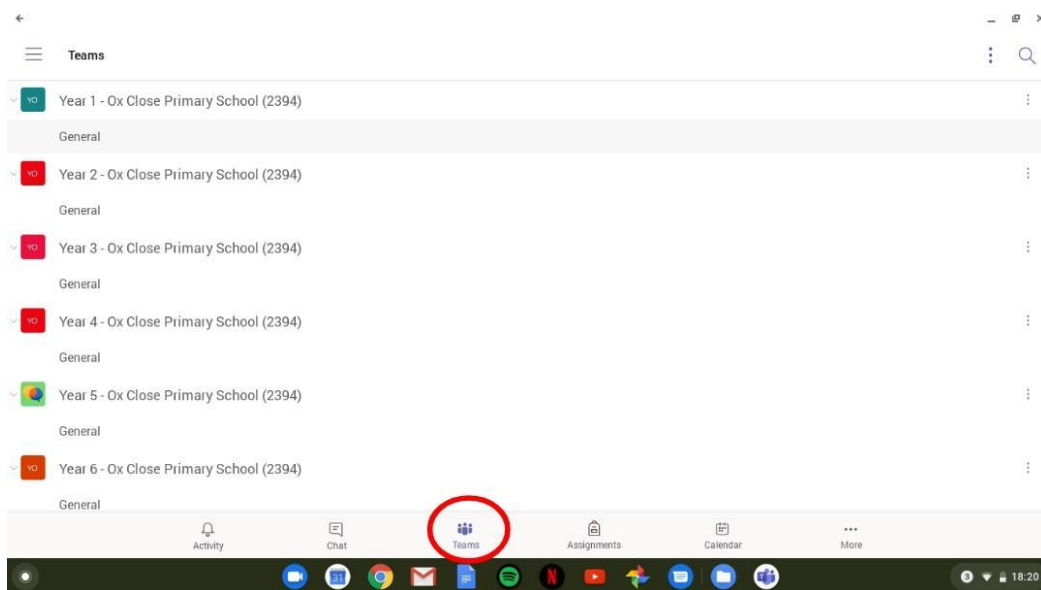 Teams
YO Year 1 - Ox Close Primary School (2394)
General
YO Year 2 - Ox Close Primary School (2394)
General
YO Year 3 - Ox Close Primary School (2394)
General
YO Year 4 - Ox Close Primary School (2394)
General
Year 5 - Ox Close Primary School (2394)
General
YO Year 6 - Ox Close Primary School (2394)
General
Activity Chat Teams Assignments Calendar More
31 N 3 18:20